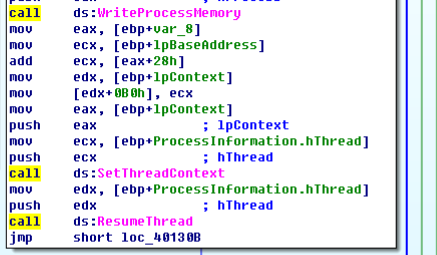 call ds:WriteProcessMemory
mov eax, [ebp+var_8]
mov ecx, [ebp+lpBaseAddress]
add ecx, [eax+28h]
mov edx, [ebp+lpContext]
mov [edx+0B0h], ecx
mov eax, [ebp+lpContext]
push eax ; lpContext
mov ecx, [ebp+ProcessInformation.hThread]
push ecx ; hThread
call ds:SetThreadContext
mov edx, [ebp+ProcessInformation.hThread]
push edx ; hThread
call ds:ResumeThread
jmp short loc_40130B